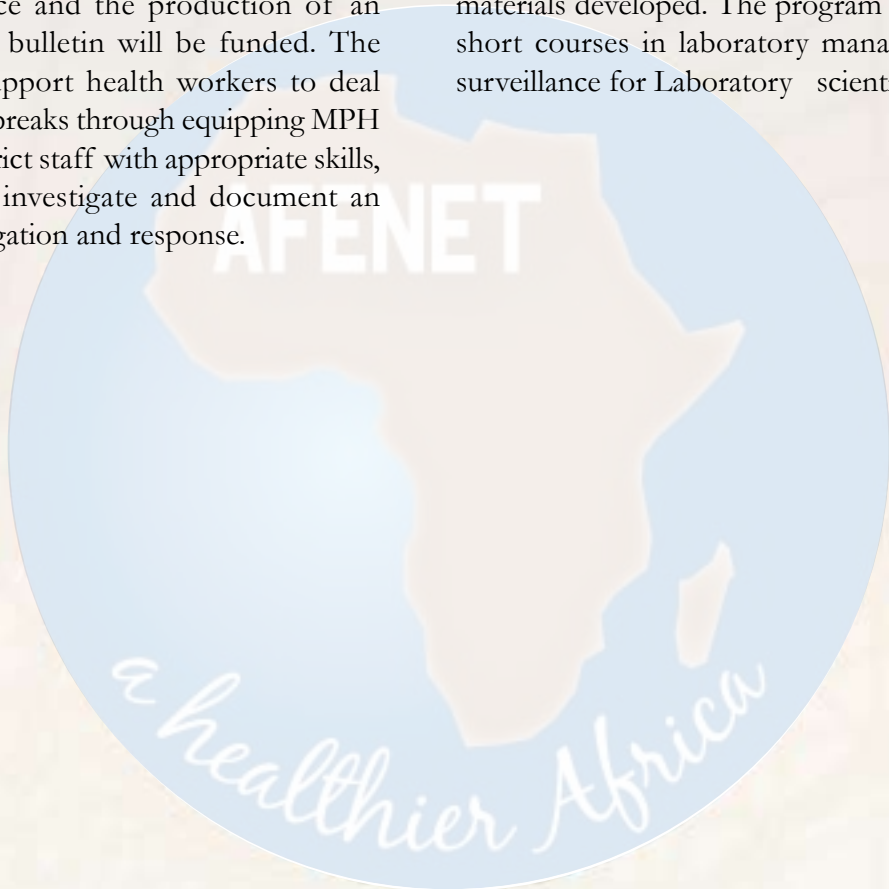 ce and the production of an
bulletin will be funded. The
pport health workers to deal
breaks through equipping MPH
rict staff with appropriate skills,
investigate and document an
gation and response.
materials developed. The program
short courses in laboratory mana
surveillance for Laboratory scient
AFENET
a healthier Africa